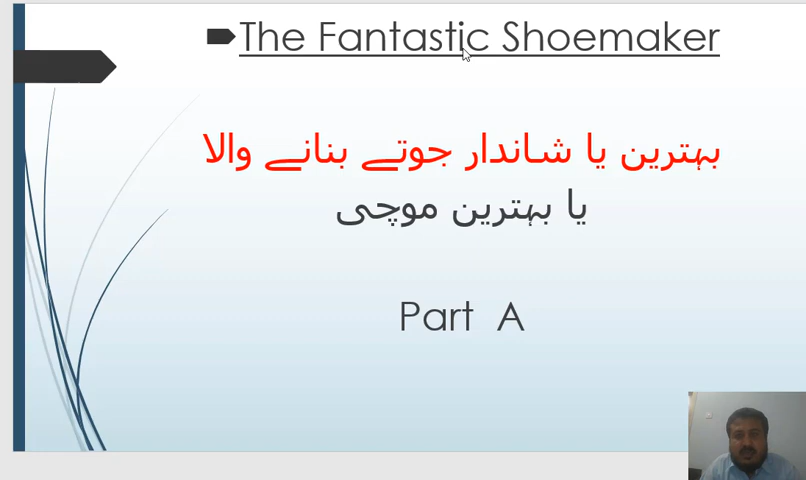 The Fantastic Shoemaker
بہترین یا شاندار جوتے بنانے والا
یا بہترین موچی
Part A